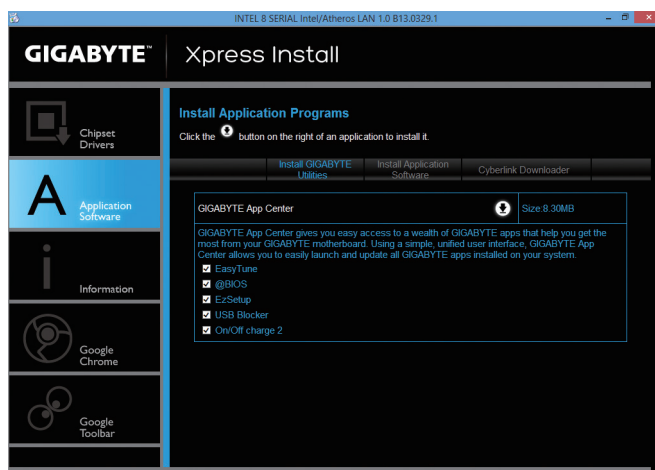 INTEL 8 SERIAL Intel/Atheros LAN 1.0 B13.0329.1
GIGABYTE™
Xpress Install
Chipset
Drivers
Application
Software
Information
Google
Chrome
Google
Toolbar
Install Application Programs
Click the button on the right of an application to install it.
Install GIGABYTE
Utilities
Install Application
Software
Cyberlink Downloader
GIGABYTE App Center
Size:8.30MB
GIGABYTE App Center gives you easy access to a wealth of GIGABYTE apps that help you get the
most from your GIGABYTE motherboard. Using a simple, unified user interface, GIGABYTE App
Center allows you to easily launch and update all GIGABYTE apps installed on your system.
EasyTune
@BIOS
EzSetup
USB Blocker
On/Off charge 2